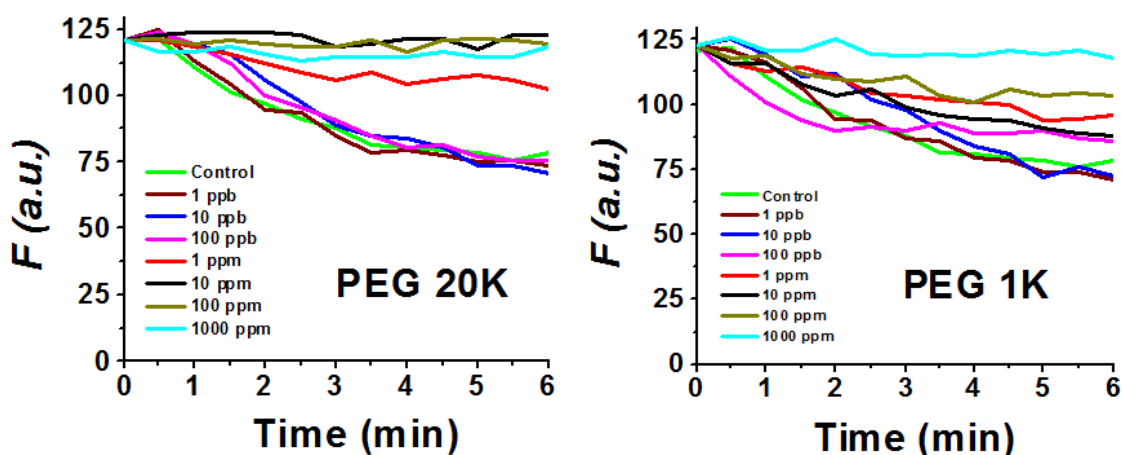 F (a.u.)
125
100
75
50
25
0
Control
1 ppb
10 ppb
100 ppb
1 ppm
10 ppm
100 ppm
1000 ppm
PEG 20K
0 1 2 3 4 5 6
Time (min)
F (a.u.)
125
100
75
50
25
0
Control
1 ppb
10 ppb
100 ppb
1 ppm
10 ppm
100 ppm
1000 ppm
PEG 1K
0 1 2 3 4 5 6
Time (min)